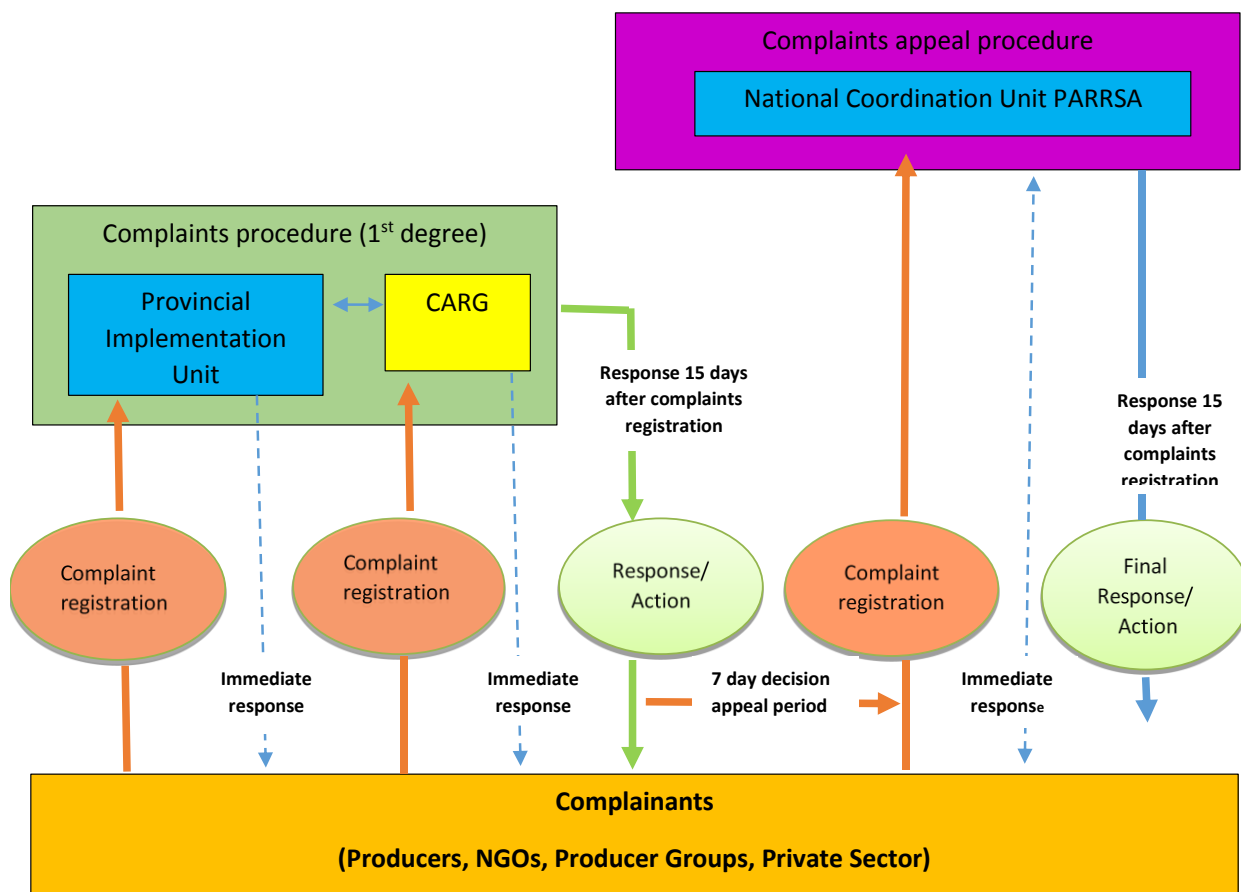 Complaints appeal procedure
National Coordination Unit PARRSA
Complaints procedure (1st degree)
Provincial
Implementation
Unit
CARG
Response 15 days
after complaints
registration
Response 15
days after
complaints
registration
Complaint
registration
Complaint
registration
Response/
Action
Complaint
registration
Final
Response/
Action
Immediate
response
Immediate
response
7 day decision
appeal period
Immediate
response
Complainants
(Producers, NGOs, Producer Groups, Private Sector)